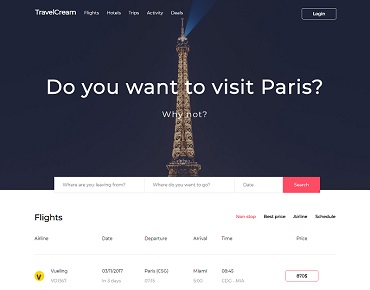 TravelCream Flights Hotels Trips Activity Deals Login
Do you want to visit Paris?
Why not?
Where are you leaving from? Where do you want to go? Date Search
Flights Non-stop Best price Airline Schedule
Airline Date Departure Arrival Time Price
Vueling 03/11/2017 Paris (CSG) Miami 08:45 870$
In 3 days 07:15 5:00 CDG - MIA